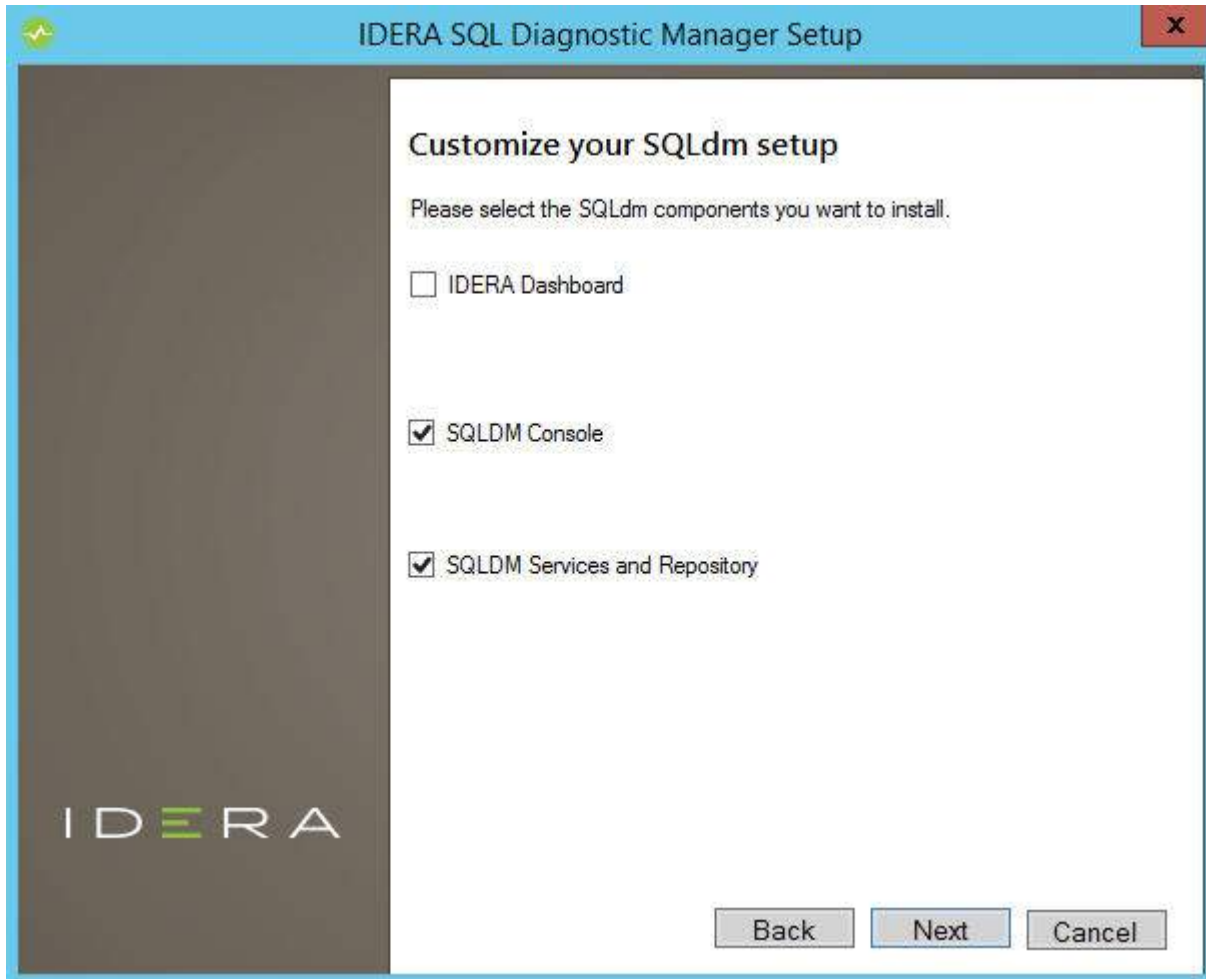 IDERA SQL Diagnostic Manager Setup
x
Customize your SQLdm setup
Please select the SQLdm components you want to install.
IDERA Dashboard
SQLDM Console
SQLDM Services and Repository
IDERA
Back Next Cancel